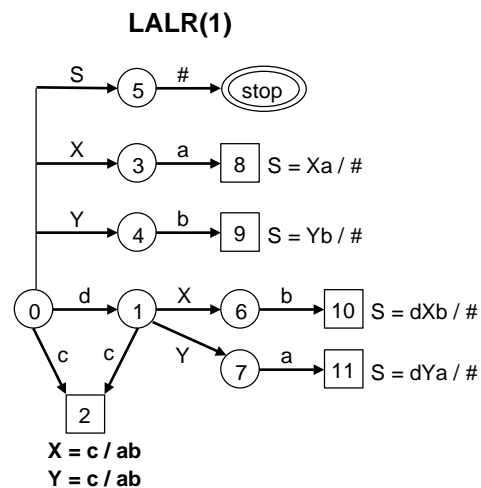 LALR(1)
S
5
#
stop
X
3
a
8
S = Xa / #
Y
4
b
9
S = Yb / #
0
d
1
X
6
b
10
S = dXb / #
c
c
Y
7
a
11
S = dYa / #
2
X = c / ab
Y = c / ab